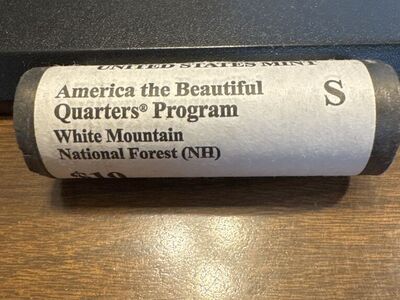 UNITED STATES MINT
America the Beautiful
Quarters® Program
S
White Mountain
National Forest (NH)
$10